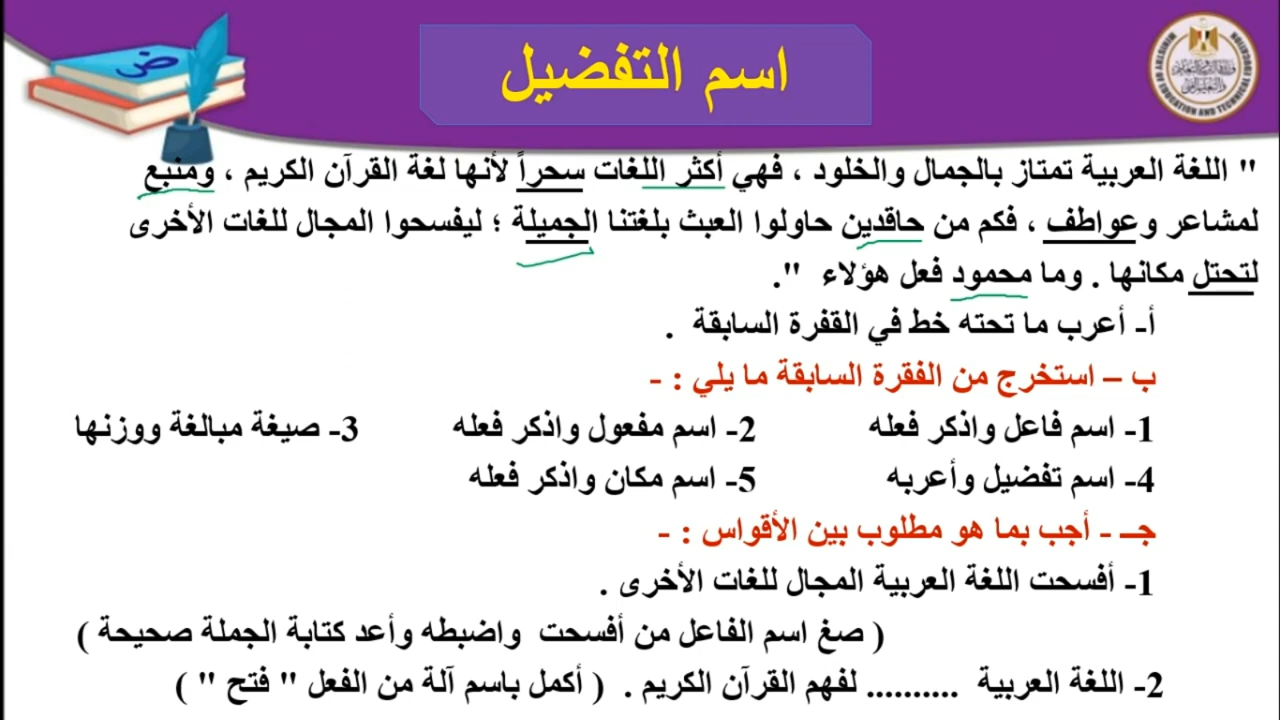 اسم التفضيل
ض
" اللغة العربية تمتاز بالجمال والخلود ، فهي أكثر اللغات سحراً لأنها لغة القرآن الكريم ، ومنبع
لمشاعر وعواطف ، فكم من حاقدين حاولوا العبث بلغتنا الجميلة ؛ ليفسحوا المجال للغات الأخرى
لتحتل مكانها . وما محمود فعل هؤلاء ".
أ- أعرب ما تحته خط في القفرة السابقة .
ب – استخرج من الفقرة السابقة ما يلي : -
1- اسم فاعل واذكر فعله 2- اسم مفعول واذكر فعله 3- صيغة مبالغة ووزنها
4- اسم تفضيل وأعربه 5- اسم مكان واذكر فعله
جـ - أجب بما هو مطلوب بين الأقواس : -
1- أفسحت اللغة العربية المجال للغات الأخرى .
( صغ اسم الفاعل من أفسحت واضبطه وأعد كتابة الجملة صحيحة )
2- اللغة العربية .......... لفهم القرآن الكريم . ( أكمل باسم آلة من الفعل " فتح " )